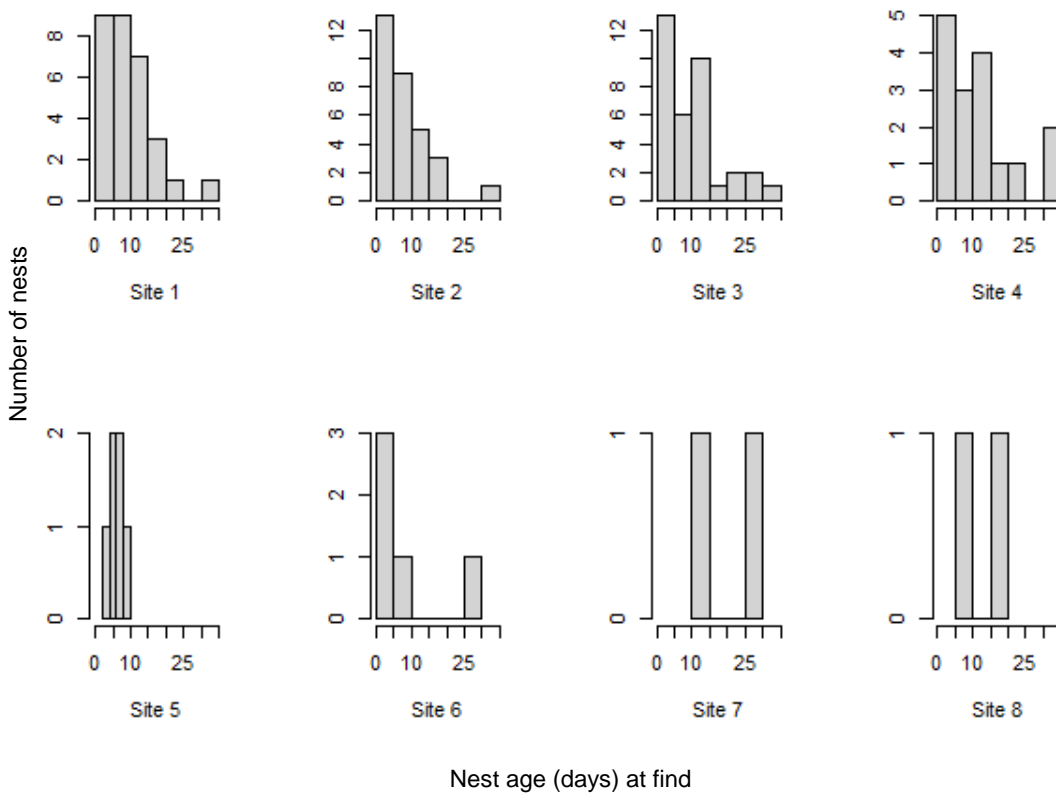 Number of nests
0 2 4 6 8
0 10 25
Site 1
0 2 4 6 8 12
0 10 25
Site 2
0 2 4 6 8 12
0 10 25
Site 3
0 1 2 3 4 5
0 10 25
Site 4
0 1 2
0 10 25
Site 5
0 1 2 3
0 10 25
Site 6
0 1
0 10 25
Site 7
0 1
0 10 25
Site 8
Nest age (days) at find